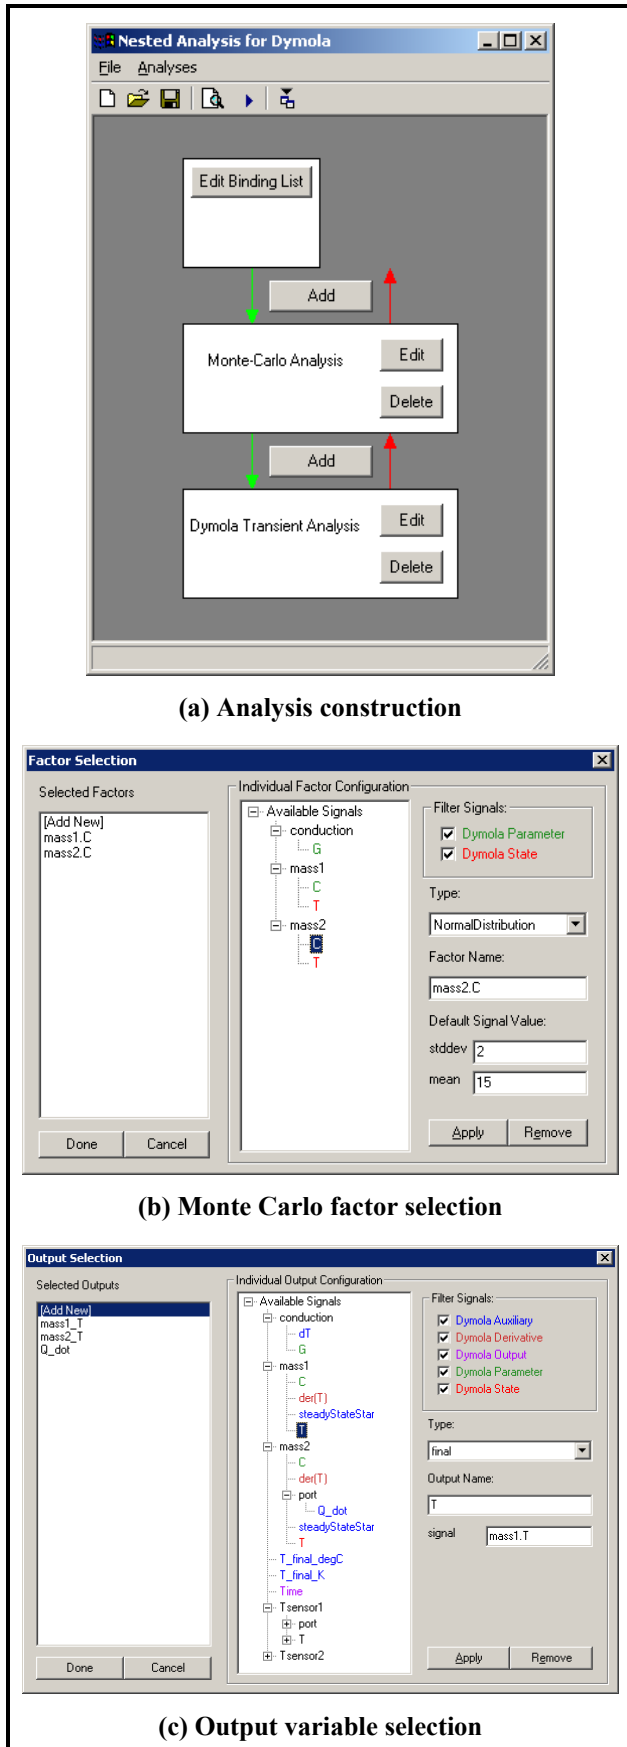 Nested Analysis for Dymola
File Analyses
Edit Binding List
Add
Monte-Carlo Analysis
Edit
Delete
Add
Dymola Transient Analysis
Edit
Delete
(a) Analysis construction
Factor Selection
Selected Factors
[Add New]
mass1.C
mass2.C
Done Cancel
Individual Factor Configuration
Available Signals
conduction
G
mass1
C
T
mass2
C
T
Filter Signals:
Dymola Parameter
Dymola State
Type:
NormalDistribution
Factor Name:
mass2.C
Default Signal Value:
stddev 2
mean 15
Apply Remove
(b) Monte Carlo factor selection
Output Selection
Selected Outputs
[Add New]
mass1_T
mass2_T
Q_dot
Done Cancel
Individual Output Configuration
Available Signals
conduction
dT
G
mass1
C
der(T)
steadyStateStar
T
mass2
C
der(T)
port
Q_dot
steadyStateStar
T
T_final_degC
T_final_K
Time
Tsensor1
port
T
Tsensor2
Filter Signals:
Dymola Auxiliary
Dymola Derivative
Dymola Output
Dymola Parameter
Dymola State
Type:
final
Output Name:
T
signal mass1.T
Apply Remove
(c) Output variable selection